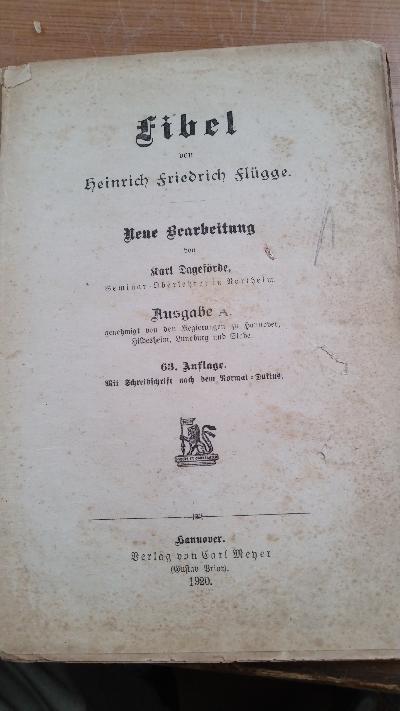 Fibel
von
Heinrich Friedrich Flügge.
Neue Bearbeitung
von
Karl Dageförde,
Seminar-Oberlehrer in Northeim.
Ausgabe A.
genehmigt von den Regierungen zu Hannover,
Hildesheim, Lüneburg und Stade.
63. Auflage.
Mit Schreibschrift nach dem Normal-Duktus.
Hannover.
Verlag von Carl Meyer
(Gustav Prior).
1920.